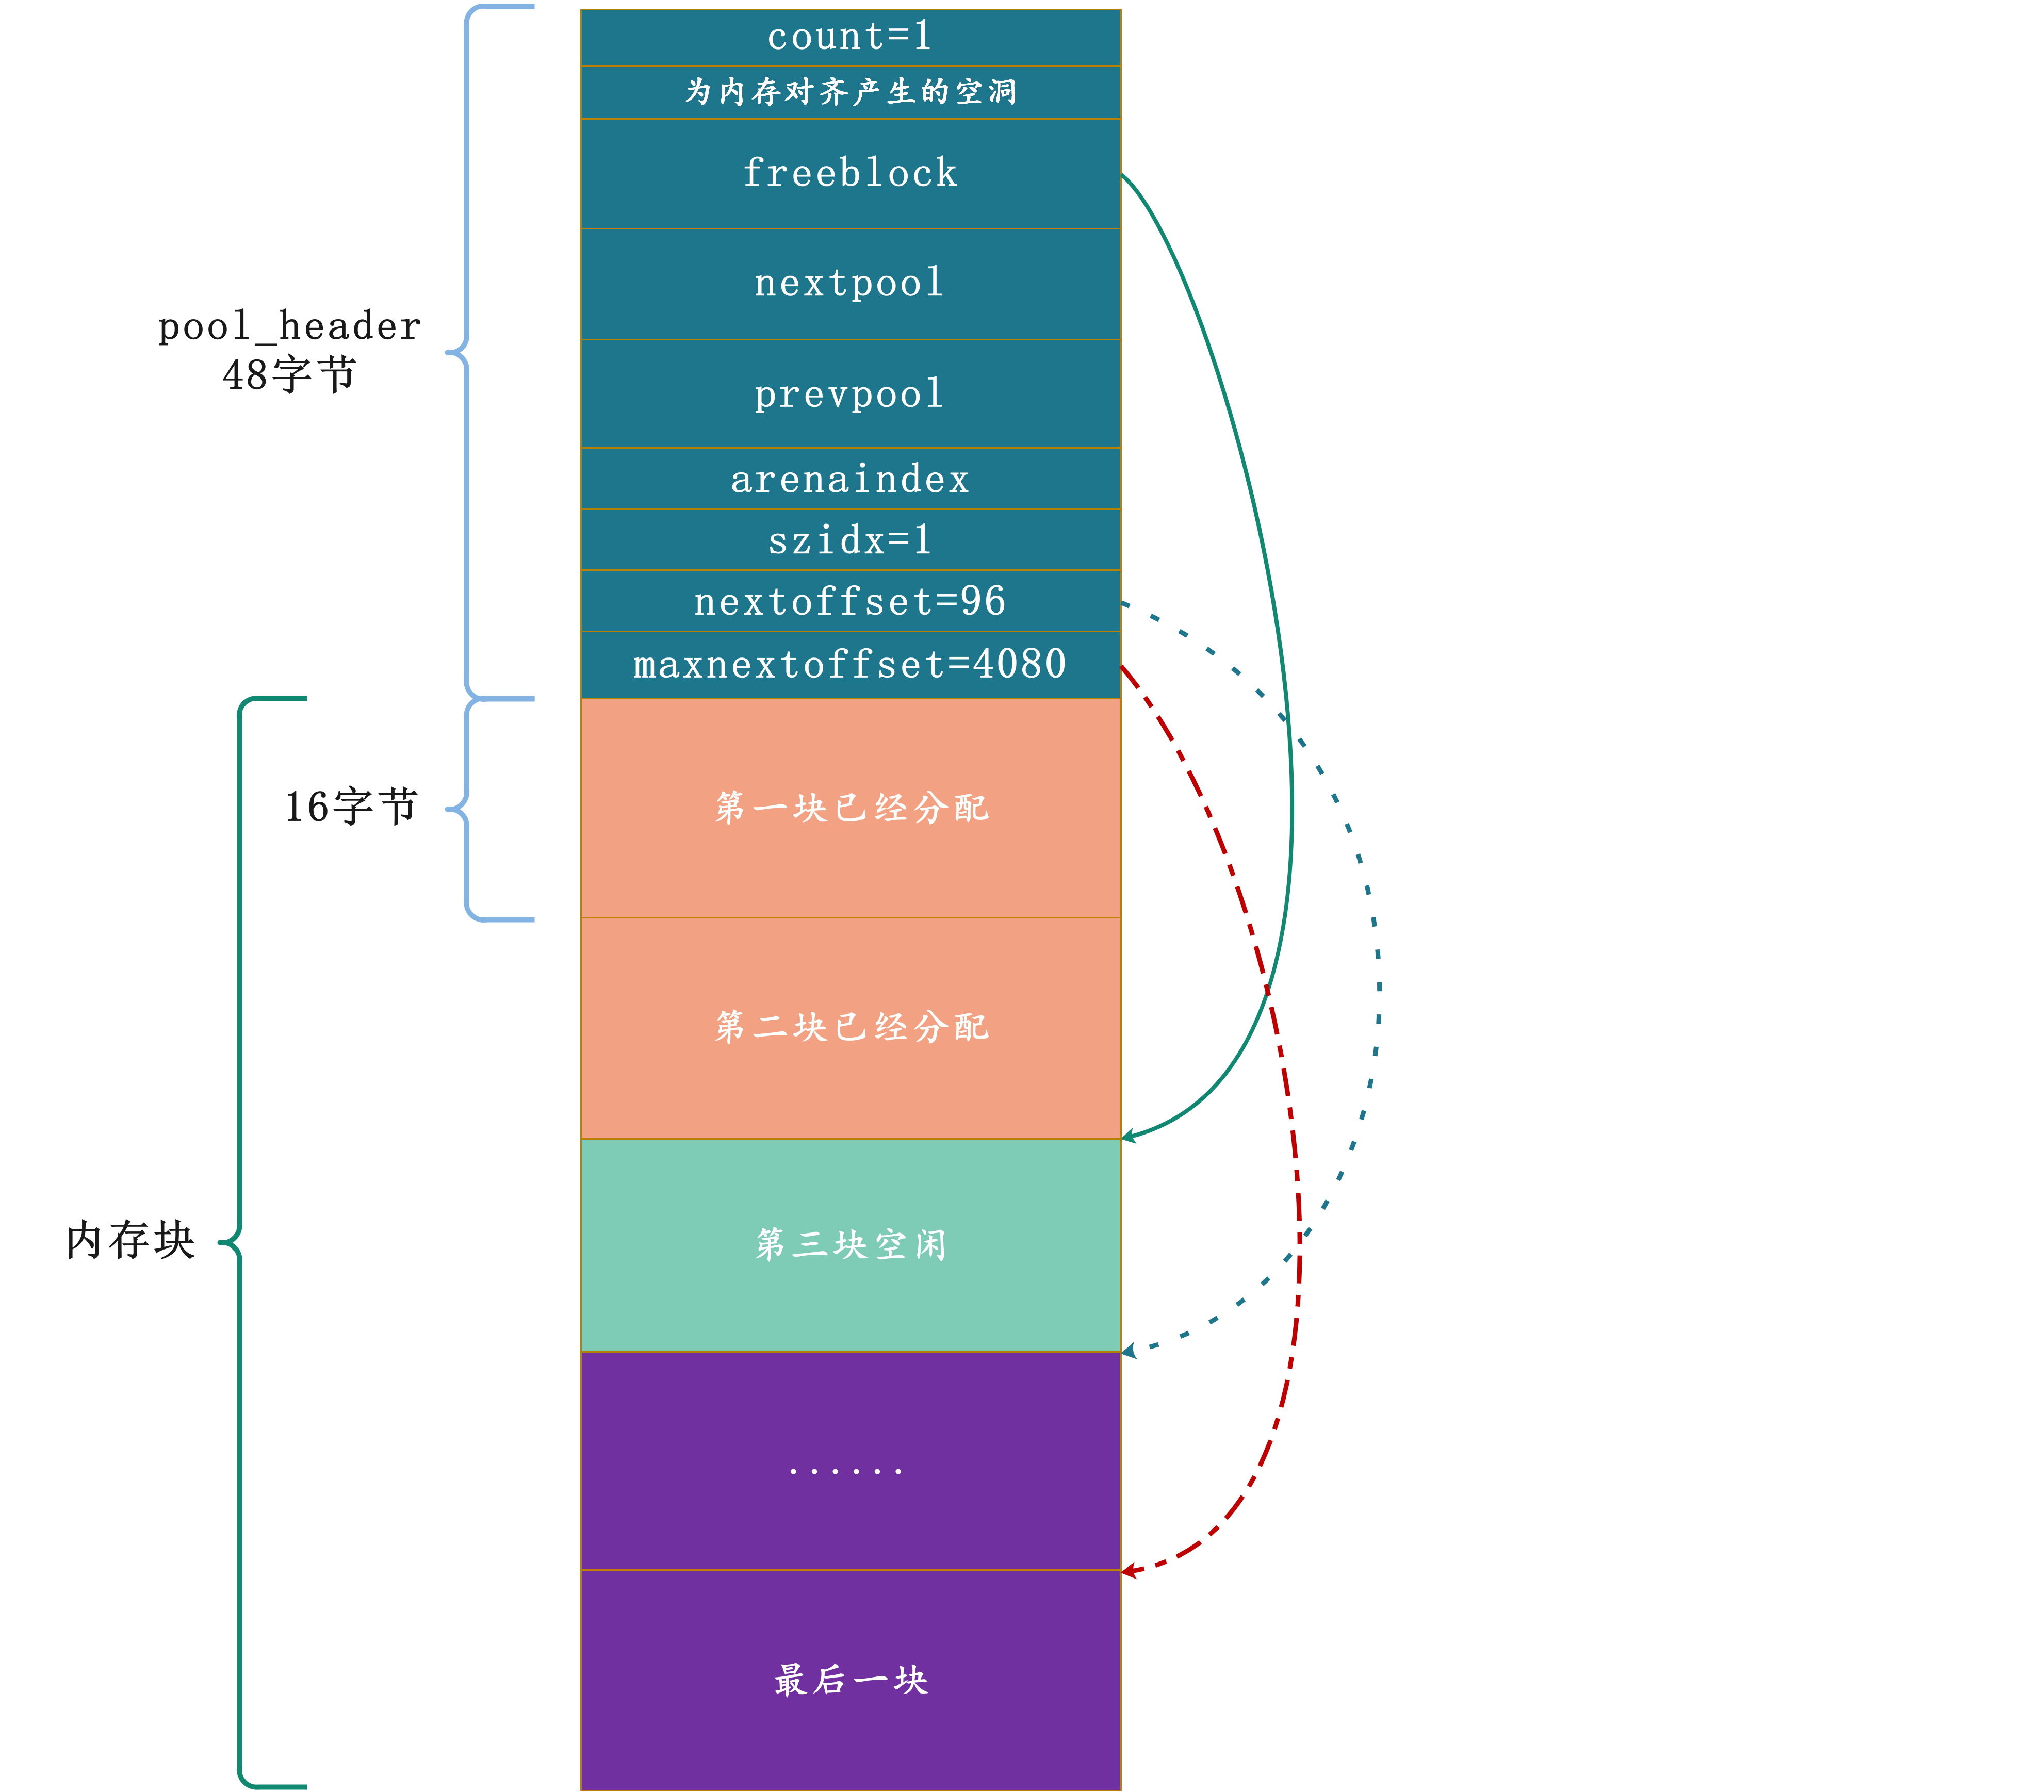 count=1
为内存对齐产生的空洞
freeblock
nextpool
pool_header
48字节
prevpool
arenaindex
szidx=1
nextoffset=96
maxnextoffset=4080
16字节
第一块已经分配
第二块已经分配
内存块
第三块空闲
······
最后一块